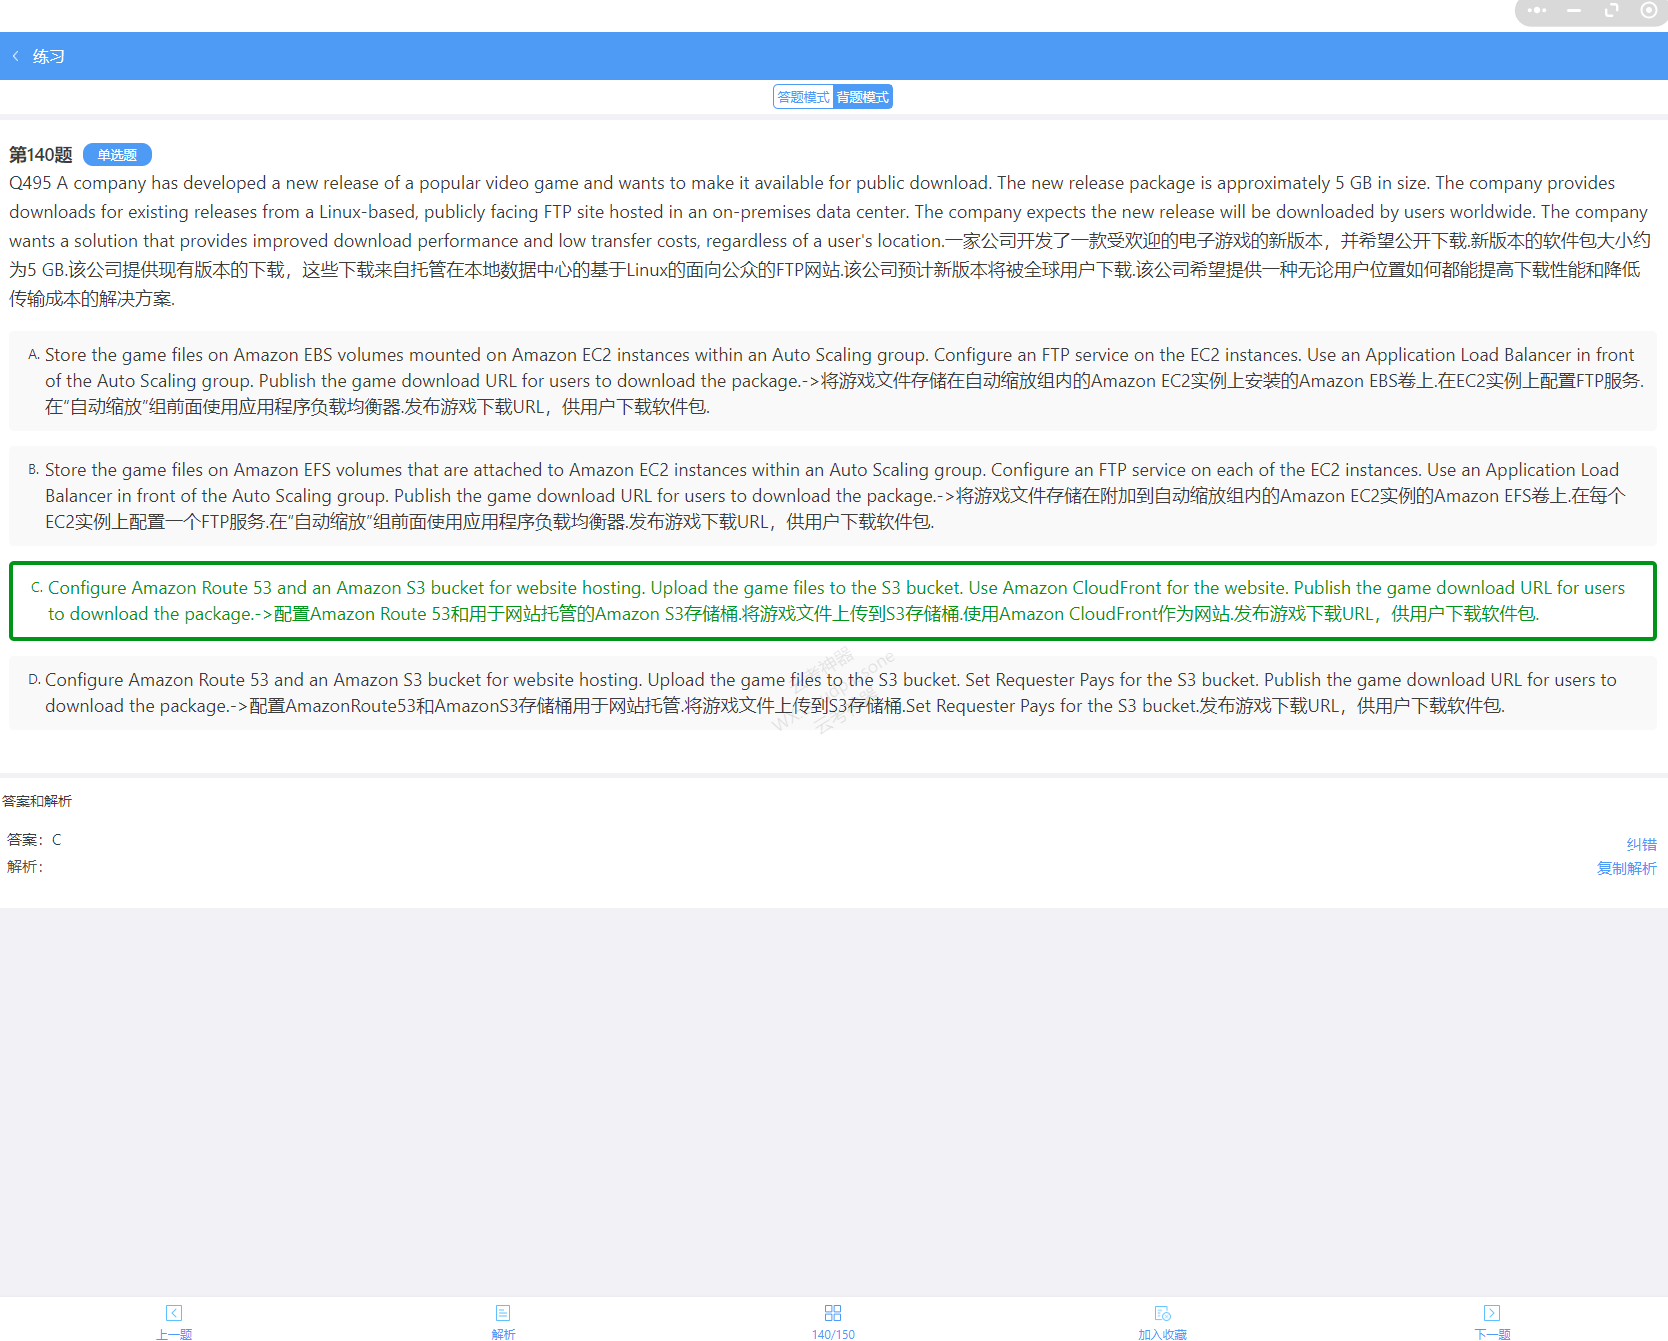 练习
答题模式 背题模式
第140题 单选题
Q495 A company has developed a new release of a popular video game and wants to make it available for public download. The new release package is approximately 5 GB in size. The company provides
downloads for existing releases from a Linux-based, publicly facing FTP site hosted in an on-premises data center. The company expects the new release will be downloaded by users worldwide. The company
wants a solution that provides improved download performance and low transfer costs, regardless of a user's location.一家公司开发了一款受欢迎的电子游戏的新版本，并希望公开下载.新版本的软件包大小约
为5 GB.该公司提供现有版本的下载，这些下载来自托管在本地数据中心的基于Linux的面向公众的FTP网站.该公司预计新版本将被全球用户下载.该公司希望提供一种无论用户位置如何都能提高下载性能和降低
传输成本的解决方案.
A. Store the game files on Amazon EBS volumes mounted on Amazon EC2 instances within an Auto Scaling group. Configure an FTP service on the EC2 instances. Use an Application Load Balancer in front
of the Auto Scaling group. Publish the game download URL for users to download the package.->将游戏文件存储在自动缩放组内的Amazon EC2实例上安装的Amazon EBS卷上.在EC2实例上配置FTP服务.
在“自动缩放”组前面使用应用程序负载均衡器.发布游戏下载URL，供用户下载软件包.
B. Store the game files on Amazon EFS volumes that are attached to Amazon EC2 instances within an Auto Scaling group. Configure an FTP service on each of the EC2 instances. Use an Application Load
Balancer in front of the Auto Scaling group. Publish the game download URL for users to download the package.->将游戏文件存储在附加到自动缩放组内的Amazon EC2实例的Amazon EFS卷上.在每个
EC2实例上配置一个FTP服务.在“自动缩放”组前面使用应用程序负载均衡器.发布游戏下载URL，供用户下载软件包.
C. Configure Amazon Route 53 and an Amazon S3 bucket for website hosting. Upload the game files to the S3 bucket. Use Amazon CloudFront for the website. Publish the game download URL for users
to download the package.->配置Amazon Route 53和用于网站托管的Amazon S3存储桶.将游戏文件上传到S3存储桶.使用Amazon CloudFront作为网站.发布游戏下载URL，供用户下载软件包.
D. Configure Amazon Route 53 and an Amazon S3 bucket for website hosting. Upload the game files to the S3 bucket. Set Requester Pays for the S3 bucket. Publish the game download URL for users to
download the package.->配置AmazonRoute53和AmazonS3存储桶用于网站托管.将游戏文件上传到S3存储桶.Set Requester Pays for the S3 bucket.发布游戏下载URL，供用户下载软件包.
答案和解析
答案：C
纠错
解析：
复制解析
上一题
解析
140/150
加入收藏
下一题